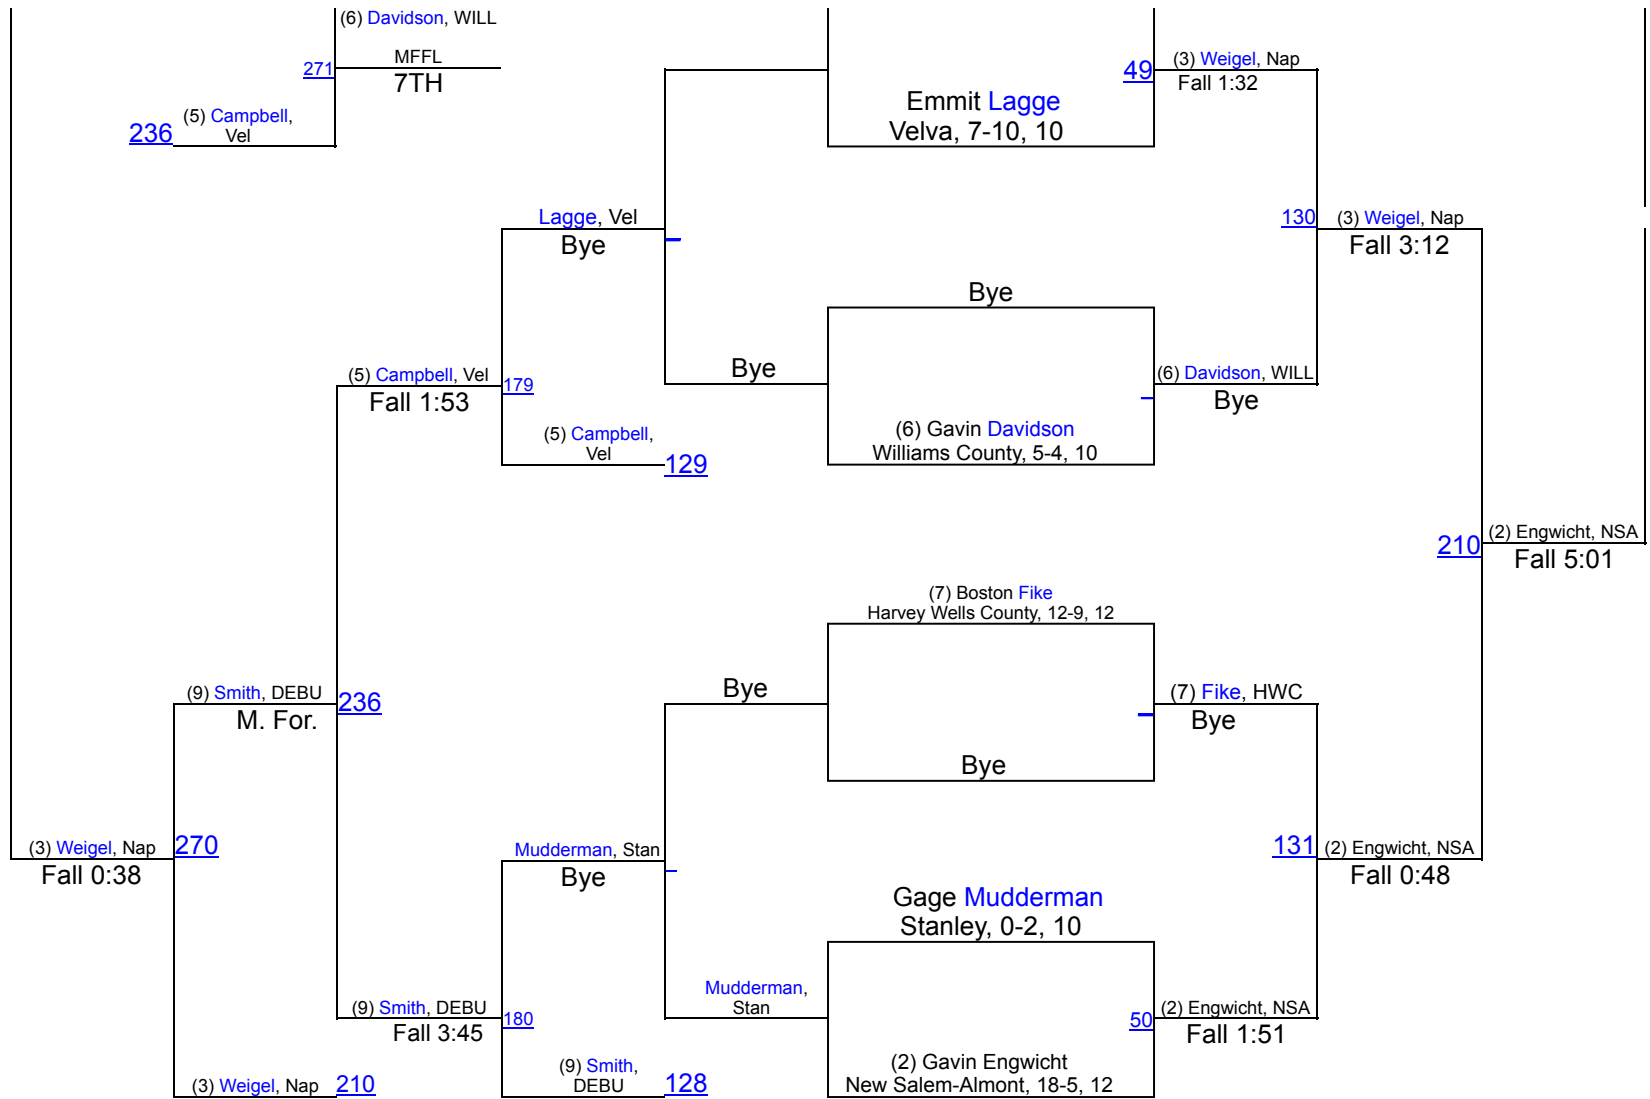 (6) Davidson, WILL
MFFL
271
7TH
(5) Campbell,
Vel
236
49
(3) Weigel, Nap
Fall 1:32
Emmit Lagge
Velva, 7-10, 10
Lagge, Vel
Bye
130
(3) Weigel, Nap
Fall 3:12
Bye
Bye
(5) Campbell, Vel
Fall 1:53
179
(6) Davidson, WILL
Bye
(5) Campbell,
Vel
129
(6) Gavin Davidson
Williams County, 5-4, 10
210
(2) Engwicht, NSA
Fall 5:01
(7) Boston Fike
Harvey Wells County, 12-9, 12
(9) Smith, DEBU
M. For.
236
Bye
(7) Fike, HWC
Bye
Bye
(3) Weigel, Nap
Fall 0:38
270
Mudderman, Stan
Bye
131
(2) Engwicht, NSA
Fall 0:48
Gage Mudderman
Stanley, 0-2, 10
Mudderman,
Stan
(9) Smith, DEBU
Fall 3:45
180
50
(2) Engwicht, NSA
Fall 1:51
(3) Weigel, Nap
210
(9) Smith,
DEBU
128
(2) Gavin Engwicht
New Salem-Almont, 18-5, 12